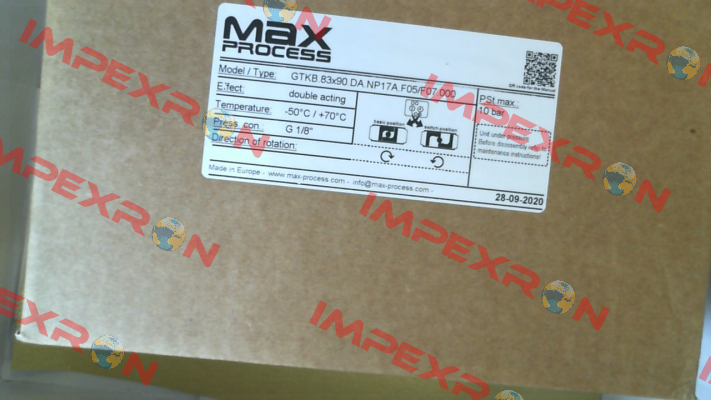 max
PROCESS
Model / Type: GTKB.83x90.DA.NP17A.F05/F07.000
Effect: double acting
Temperature: -50°C / +70°C
Press. con.: G 1/8"
Direction of rotation:
basic position
switch position
QR code for the manual
PSt max.:
10 bar
Unit under pressure!
Before disassembly read
maintenance instructions!
Made in Europe - www.max-process.com - info@max-process.com -
28-09-2020
IMPEXRON
IMPEXRON
IMPEXRON
IMPEXRON
IMPEXRON
IMPEXRON
IMPEXRON